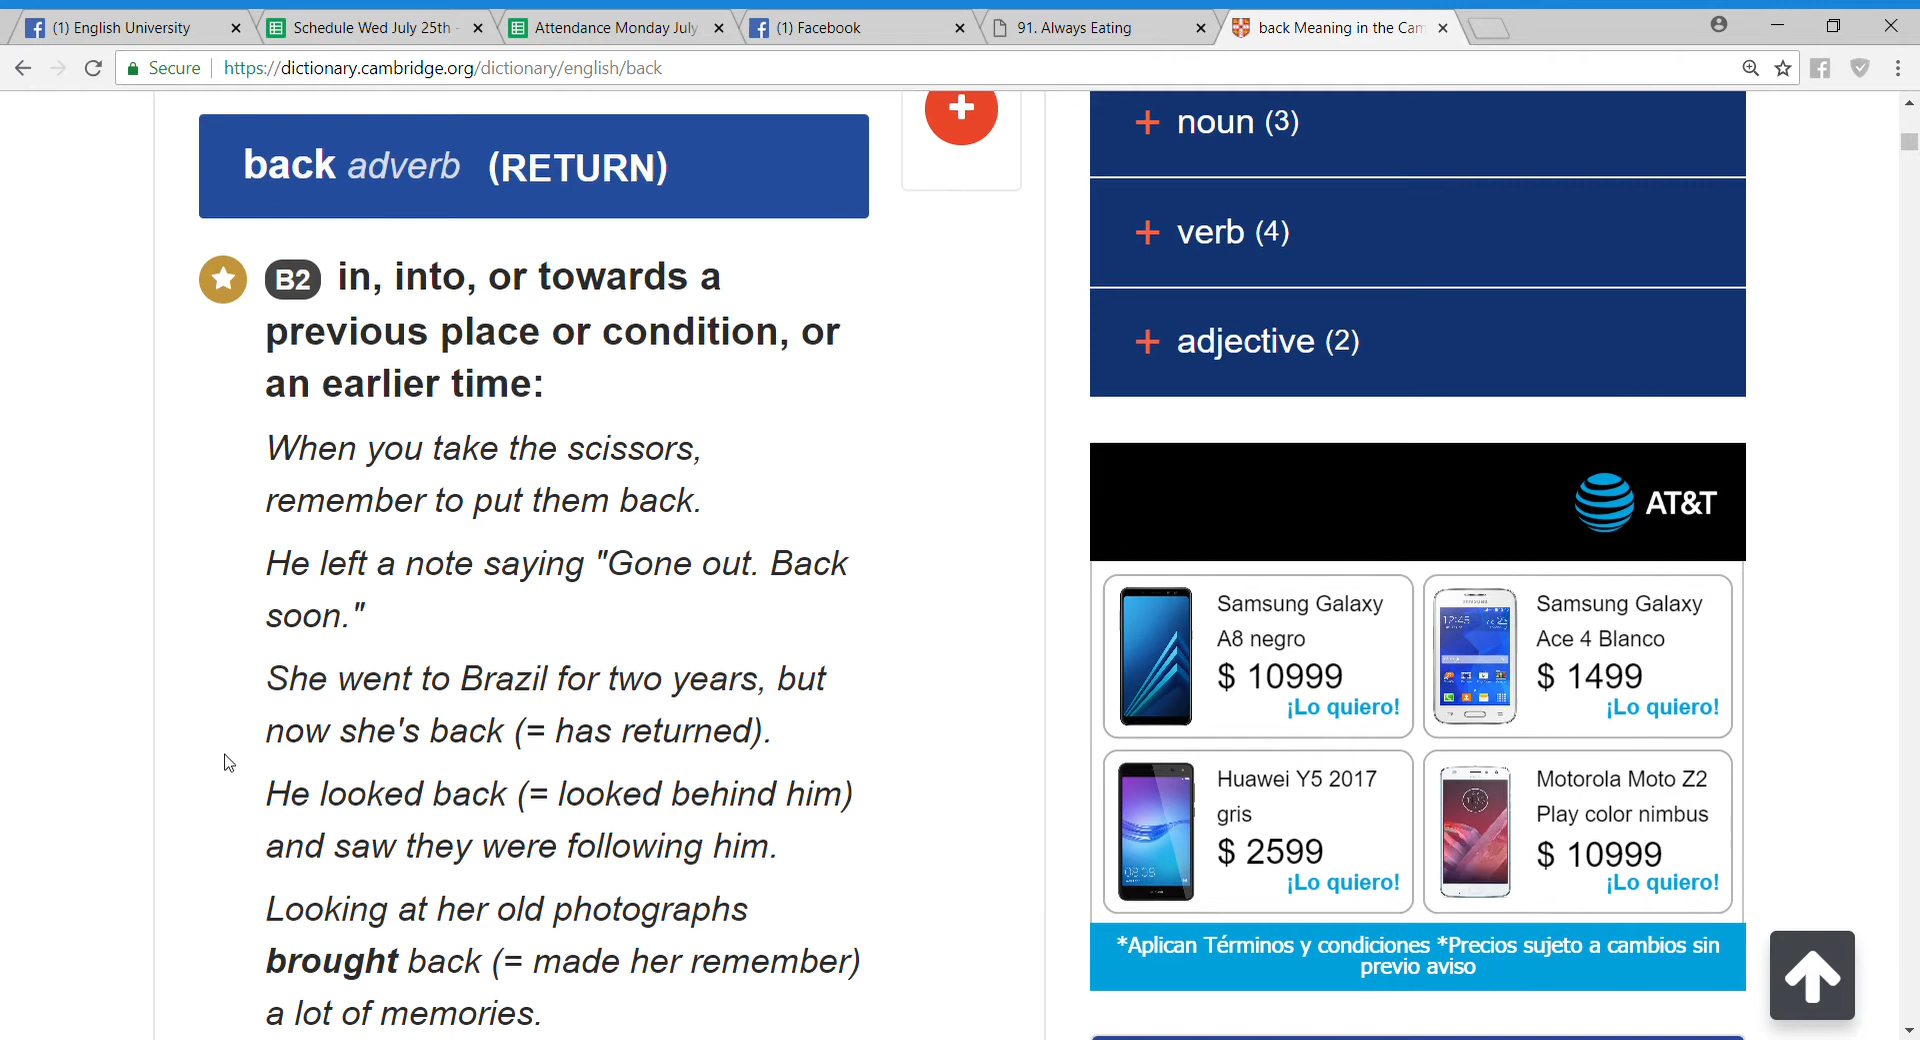 (1) English University
Schedule Wed July 25th -
Attendance Monday July
(1) Facebook
91. Always Eating
back Meaning in the Cam
Secure
https://dictionary.cambridge.org/dictionary/english/back
back adverb (RETURN)
B2 in, into, or towards a
previous place or condition, or
an earlier time:
When you take the scissors,
remember to put them back.
He left a note saying "Gone out. Back
soon."
She went to Brazil for two years, but
now she's back (= has returned).
He looked back (= looked behind him)
and saw they were following him.
Looking at her old photographs
brought back (= made her remember)
a lot of memories.
+ noun (3)
+ verb (4)
+ adjective (2)
AT&T
Samsung Galaxy
A8 negro
$ 10999
¡Lo quiero!
SAMSUNG
12:45
Samsung Galaxy
Ace 4 Blanco
$ 1499
¡Lo quiero!
08:08
Huawei Y5 2017
gris
$ 2599
¡Lo quiero!
Motorola Moto Z2
Play color nimbus
$ 10999
¡Lo quiero!
*Aplican Términos y condiciones *Precios sujeto a cambios sin
previo aviso